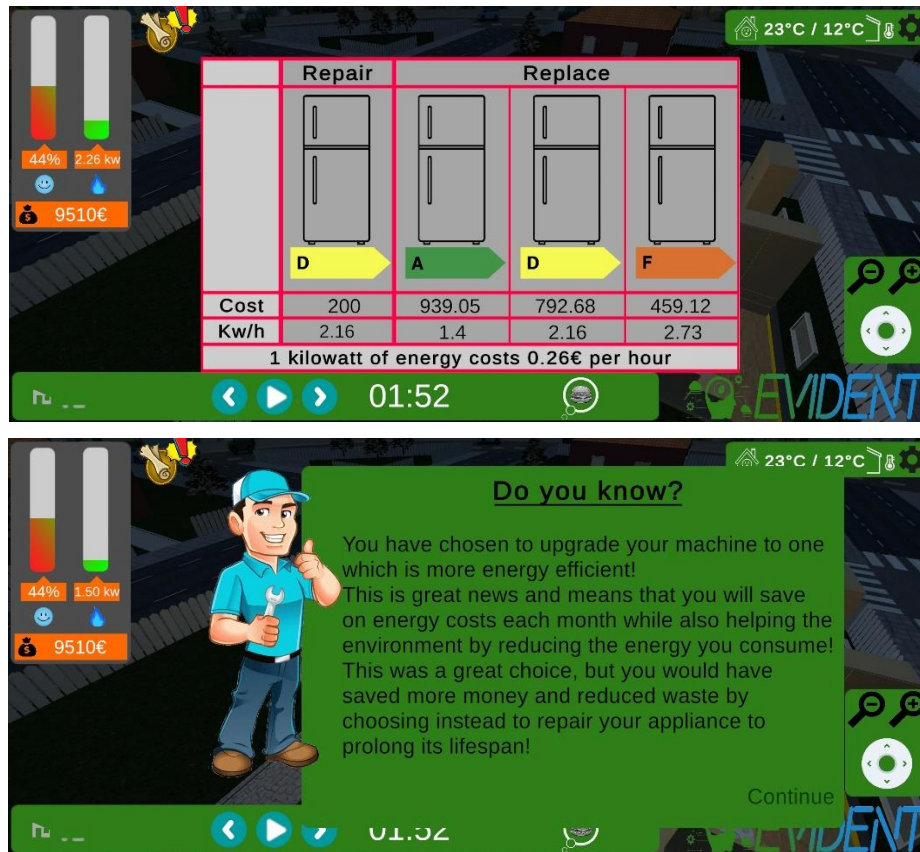 23°C / 12°C
Repair Replace
D A D F
44% 2.26 kw
9510€
Cost 200 939.05 792.68 459.12
Kw/h 2.16 1.4 2.16 2.73
1 kilowatt of energy costs 0.26€ per hour
01:52
EVIDENT
23°C / 12°C
Do you know?
You have chosen to upgrade your machine to one
which is more energy efficient!
This is great news and means that you will save
on energy costs each month while also helping the
environment by reducing the energy you consume!
This was a great choice, but you would have
saved more money and reduced waste by
choosing instead to repair your appliance to
prolong its lifespan!
44% 1.50 kw
9510€
Continue
01:52
EVIDENT